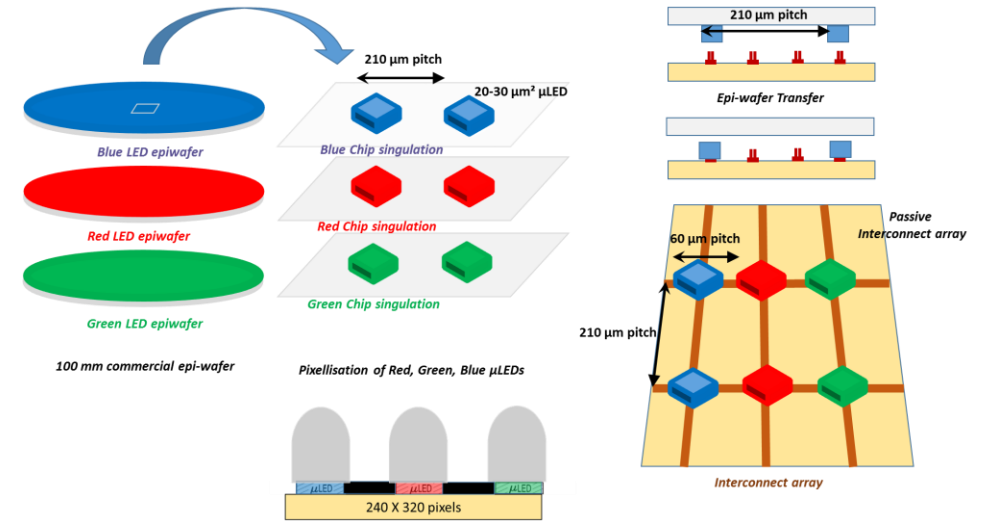 210 µm pitch
20-30 µm² µLED
Blue LED epiwafer
Blue Chip singulation
Red LED epiwafer
Red Chip singulation
Green LED epiwafer
Green Chip singulation
100 mm commercial epi-wafer
Pixellisation of Red, Green, Blue µLEDs
µLED
µLED
µLED
240 X 320 pixels
210 µm pitch
Epi-wafer Transfer
Passive
Interconnect array
60 µm pitch
210 µm pitch
Interconnect array